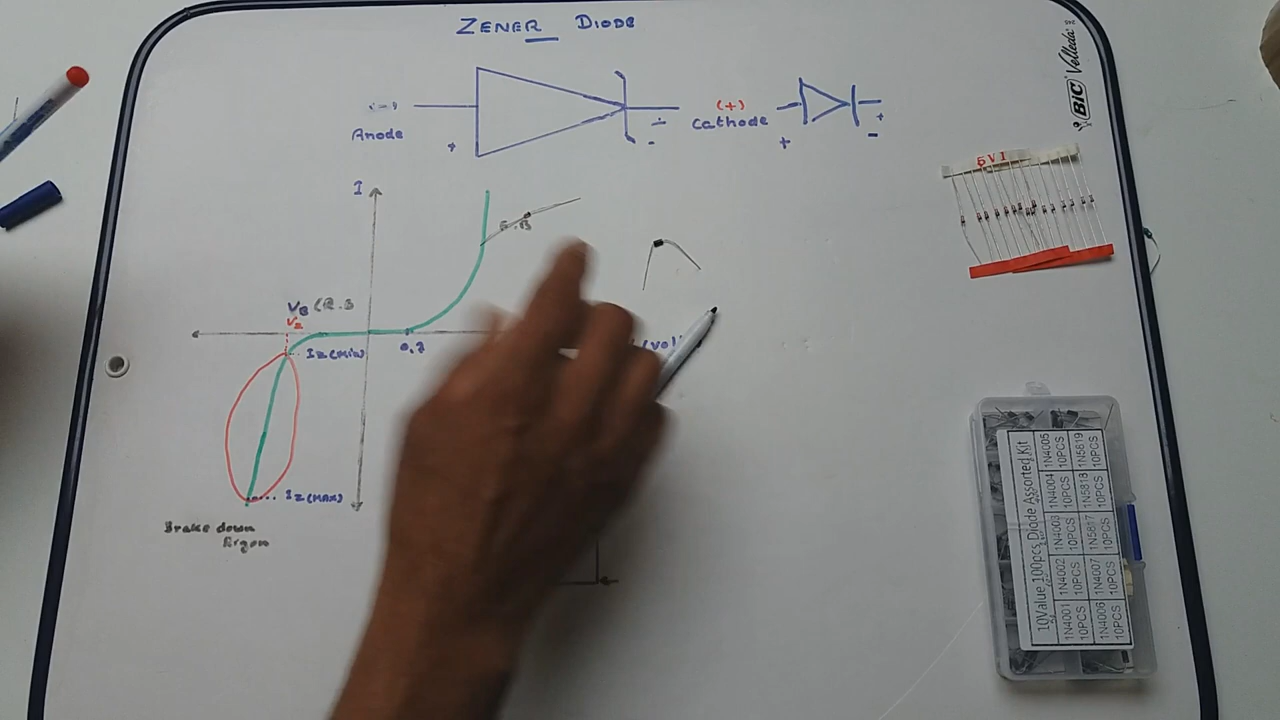 ZENER DIODE
(-)
Anode
+
-
(+)
Cathode
+
+
-
5V1
BIC Velleda
I
VB (R.B
Vz
Iz(MIN)
0,7
(vol
Iz(MAX)
Brake down
10Value 100pcs Diode Assorted Kit
1N4001 10PCS
1N4002 10PCS
1N4003 10PCS
1N4004 10PCS
1N4005 10PCS
1N4006 10PCS
1N4007 10PCS
1N5817 10PCS
1N5818 10PCS
1N5819 10PCS